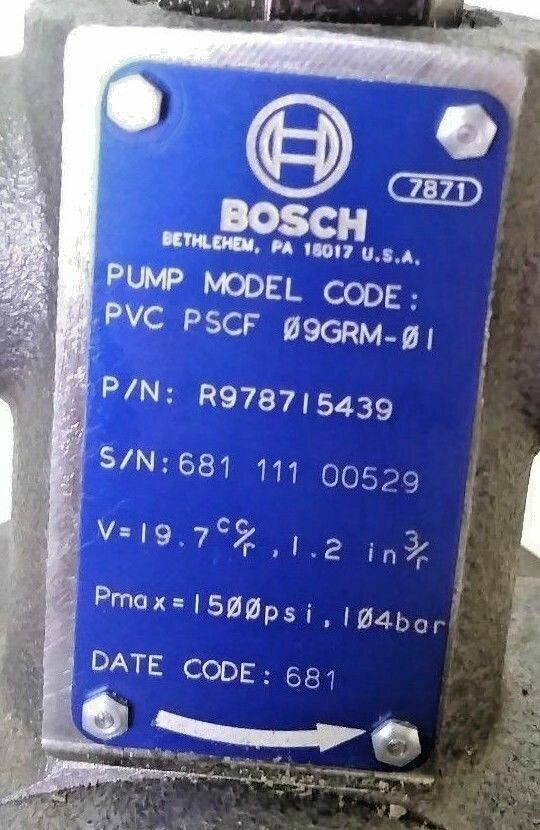 7871
BOSCH
BETHLEHEM, PA 18017 U.S.A.
PUMP MODEL CODE:
PVC PSCF Ø9GRM-Ø1
P/N: R978715439
S/N: 681 111 00529
V=19.7 cc/r, 1.2 in3/r
Pmax=15ØØpsi, 1Ø4bar
DATE CODE: 681